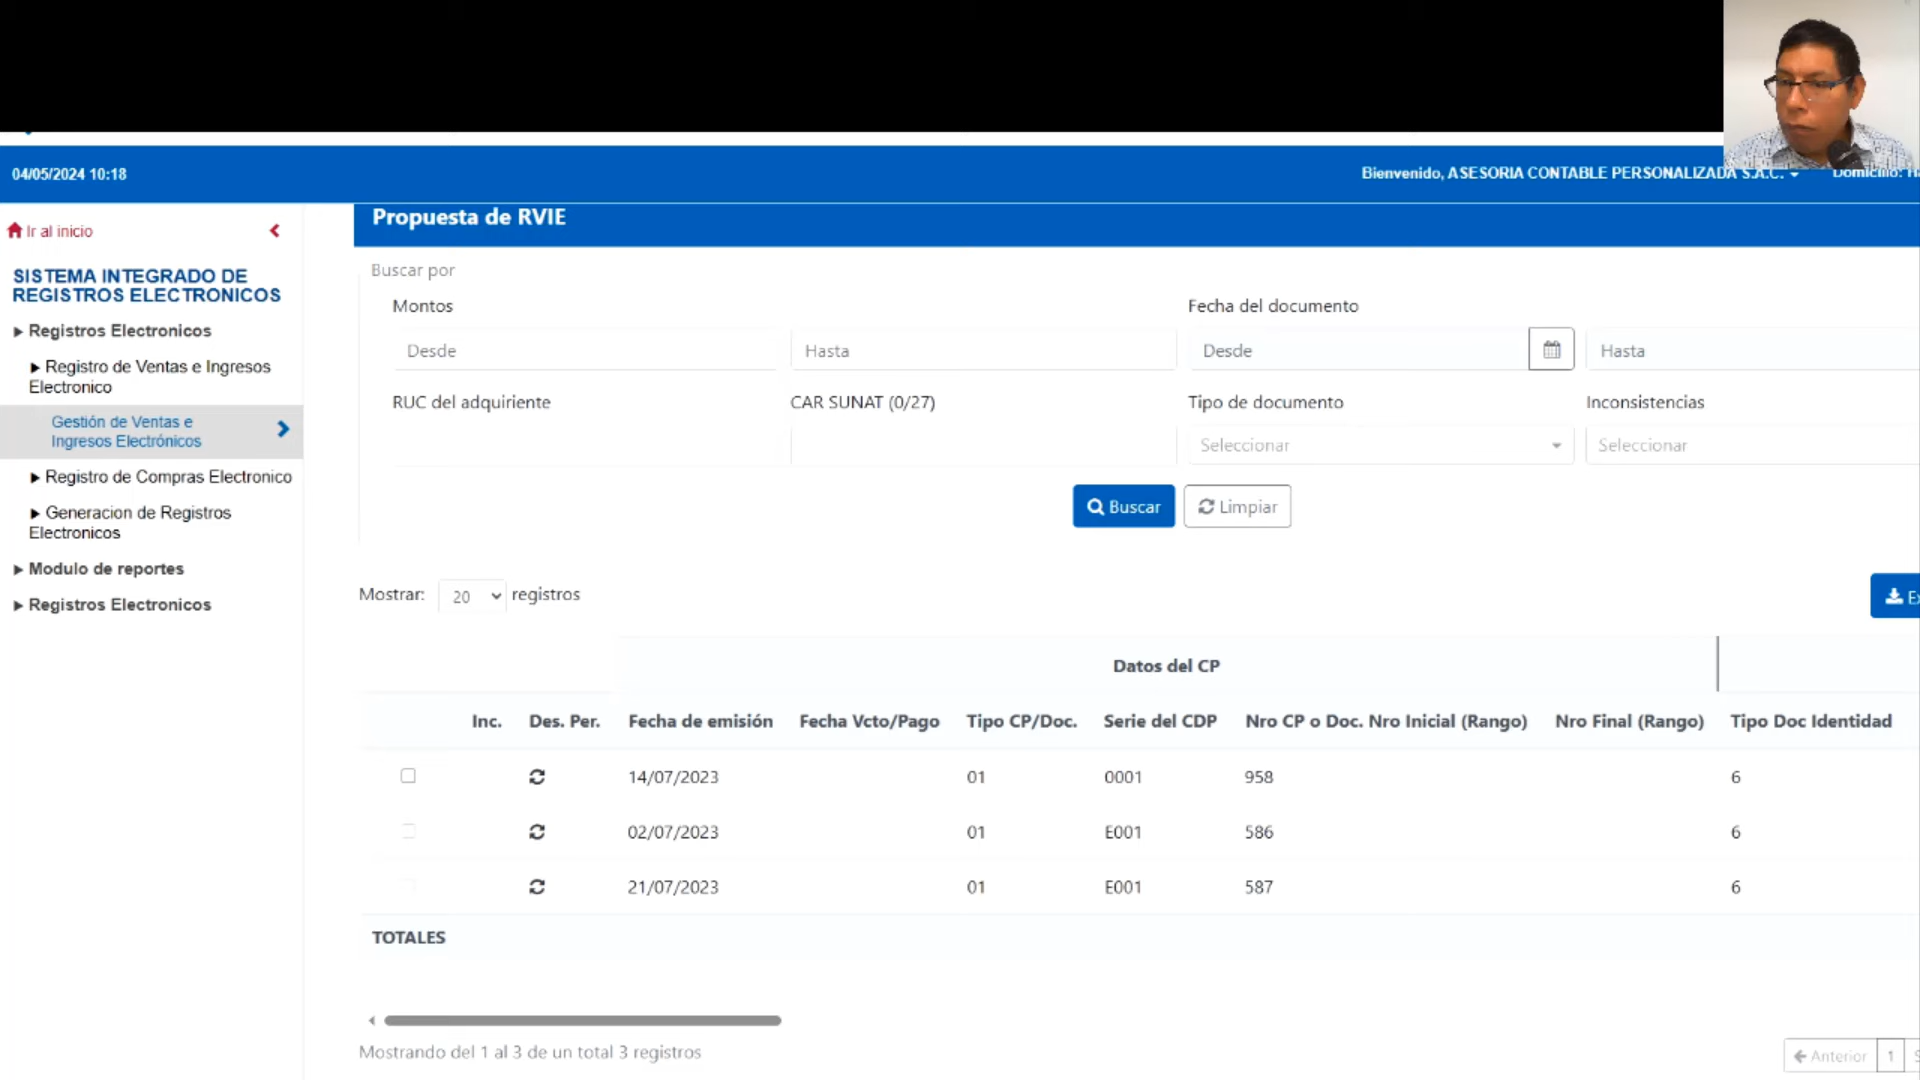 04/05/2024 10:18
Bienvenido, ASESORIA CONTABLE PERSONALIZADA S.A.C.
Domicilio:
Ir al inicio
SISTEMA INTEGRADO DE
REGISTROS ELECTRONICOS
Registros Electronicos
Registro de Ventas e Ingresos
Electronico
Gestión de Ventas e
Ingresos Electrónicos
Registro de Compras Electronico
Generacion de Registros
Electronicos
Modulo de reportes
Registros Electronicos
Propuesta de RVIE
Buscar por
Montos
Fecha del documento
Desde
Hasta
Desde
Hasta
RUC del adquiriente
CAR SUNAT (0/27)
Tipo de documento
Inconsistencias
Seleccionar
Seleccionar
Buscar
Limpiar
Mostrar: 20 registros
Datos del CP
Inc. Des. Per. Fecha de emisión Fecha Vcto/Pago Tipo CP/Doc. Serie del CDP Nro CP o Doc. Nro Inicial (Rango) Nro Final (Rango) Tipo Doc Identidad
14/07/2023 01 0001 958 6
02/07/2023 01 E001 586 6
21/07/2023 01 E001 587 6
TOTALES
Mostrando del 1 al 3 de un total 3 registros
Anterior 1